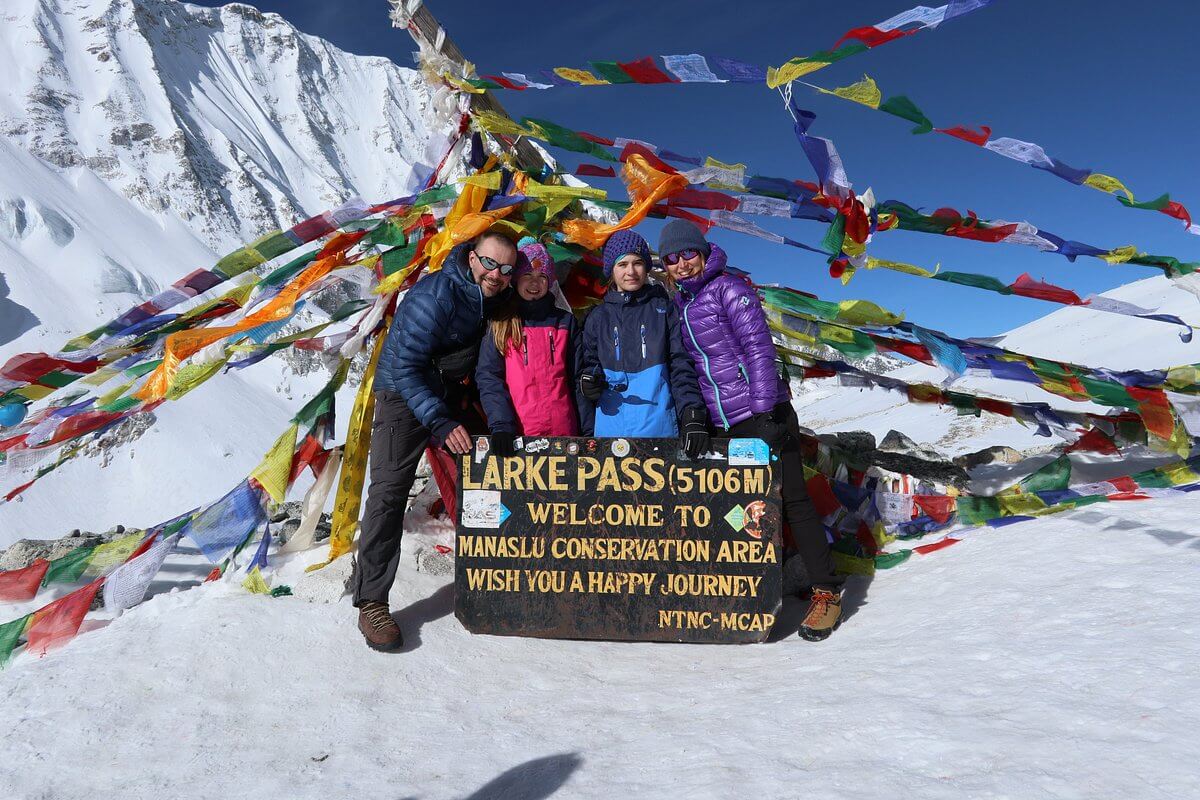 LARKE PASS (5106M)
WELCOME TO
MANASLU CONSERVATION AREA
WISH YOU A HAPPY JOURNEY
NTNC-MCAP